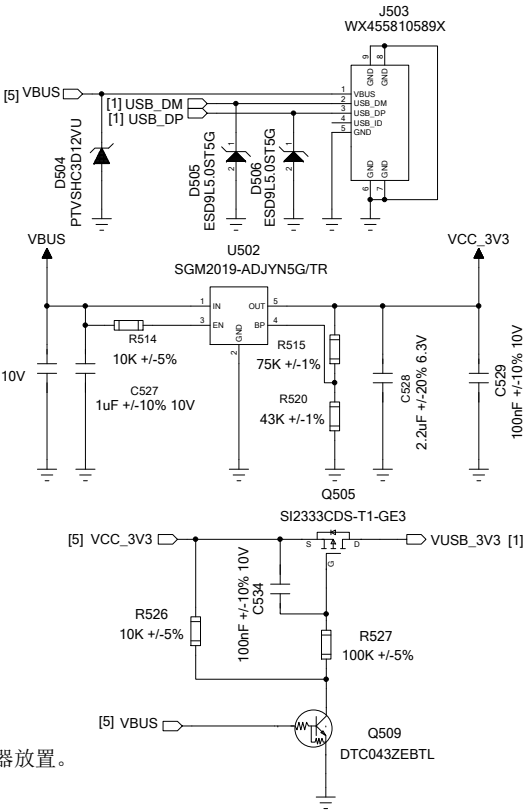 J503
WX455810589X
9
8
GND
GND
[5] VBUS
1
VBUS
[1] USB_DM
2
USB_DM
[1] USB_DP
3
USB_DP
4
USB_ID
5
GND
D504
PTVSHC3D12VU
D505
ESD9L5.0ST5G
1
2
D506
ESD9L5.0ST5G
1
2
GND
GND
6
7
VBUS
U502
VCC_3V3
SGM2019-ADJYN5G/TR
1
IN
OUT
5
3
EN
BP
4
GND
2
R514
10K +/-5%
R515
75K +/-1%
10V
C527
1uF +/-10% 10V
R520
43K +/-1%
C528
2.2uF +/-20% 6.3V
C529
100nF +/-10% 10V
Q505
SI2333CDS-T1-GE3
[5] VCC_3V3
S
D
VUSB_3V3 [1]
G
100nF +/-10% 10V
C534
R526
10K +/-5%
R527
100K +/-5%
[5] VBUS
Q509
DTC043ZEBTL
器放置。